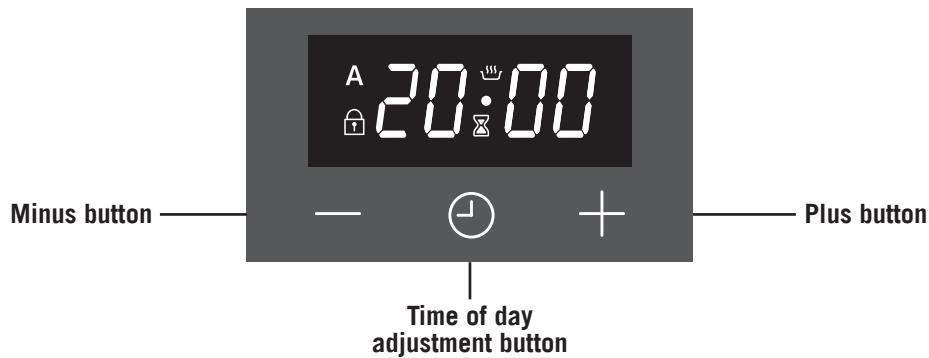 A
20:00
Minus button
Plus button
Time of day
adjustment button